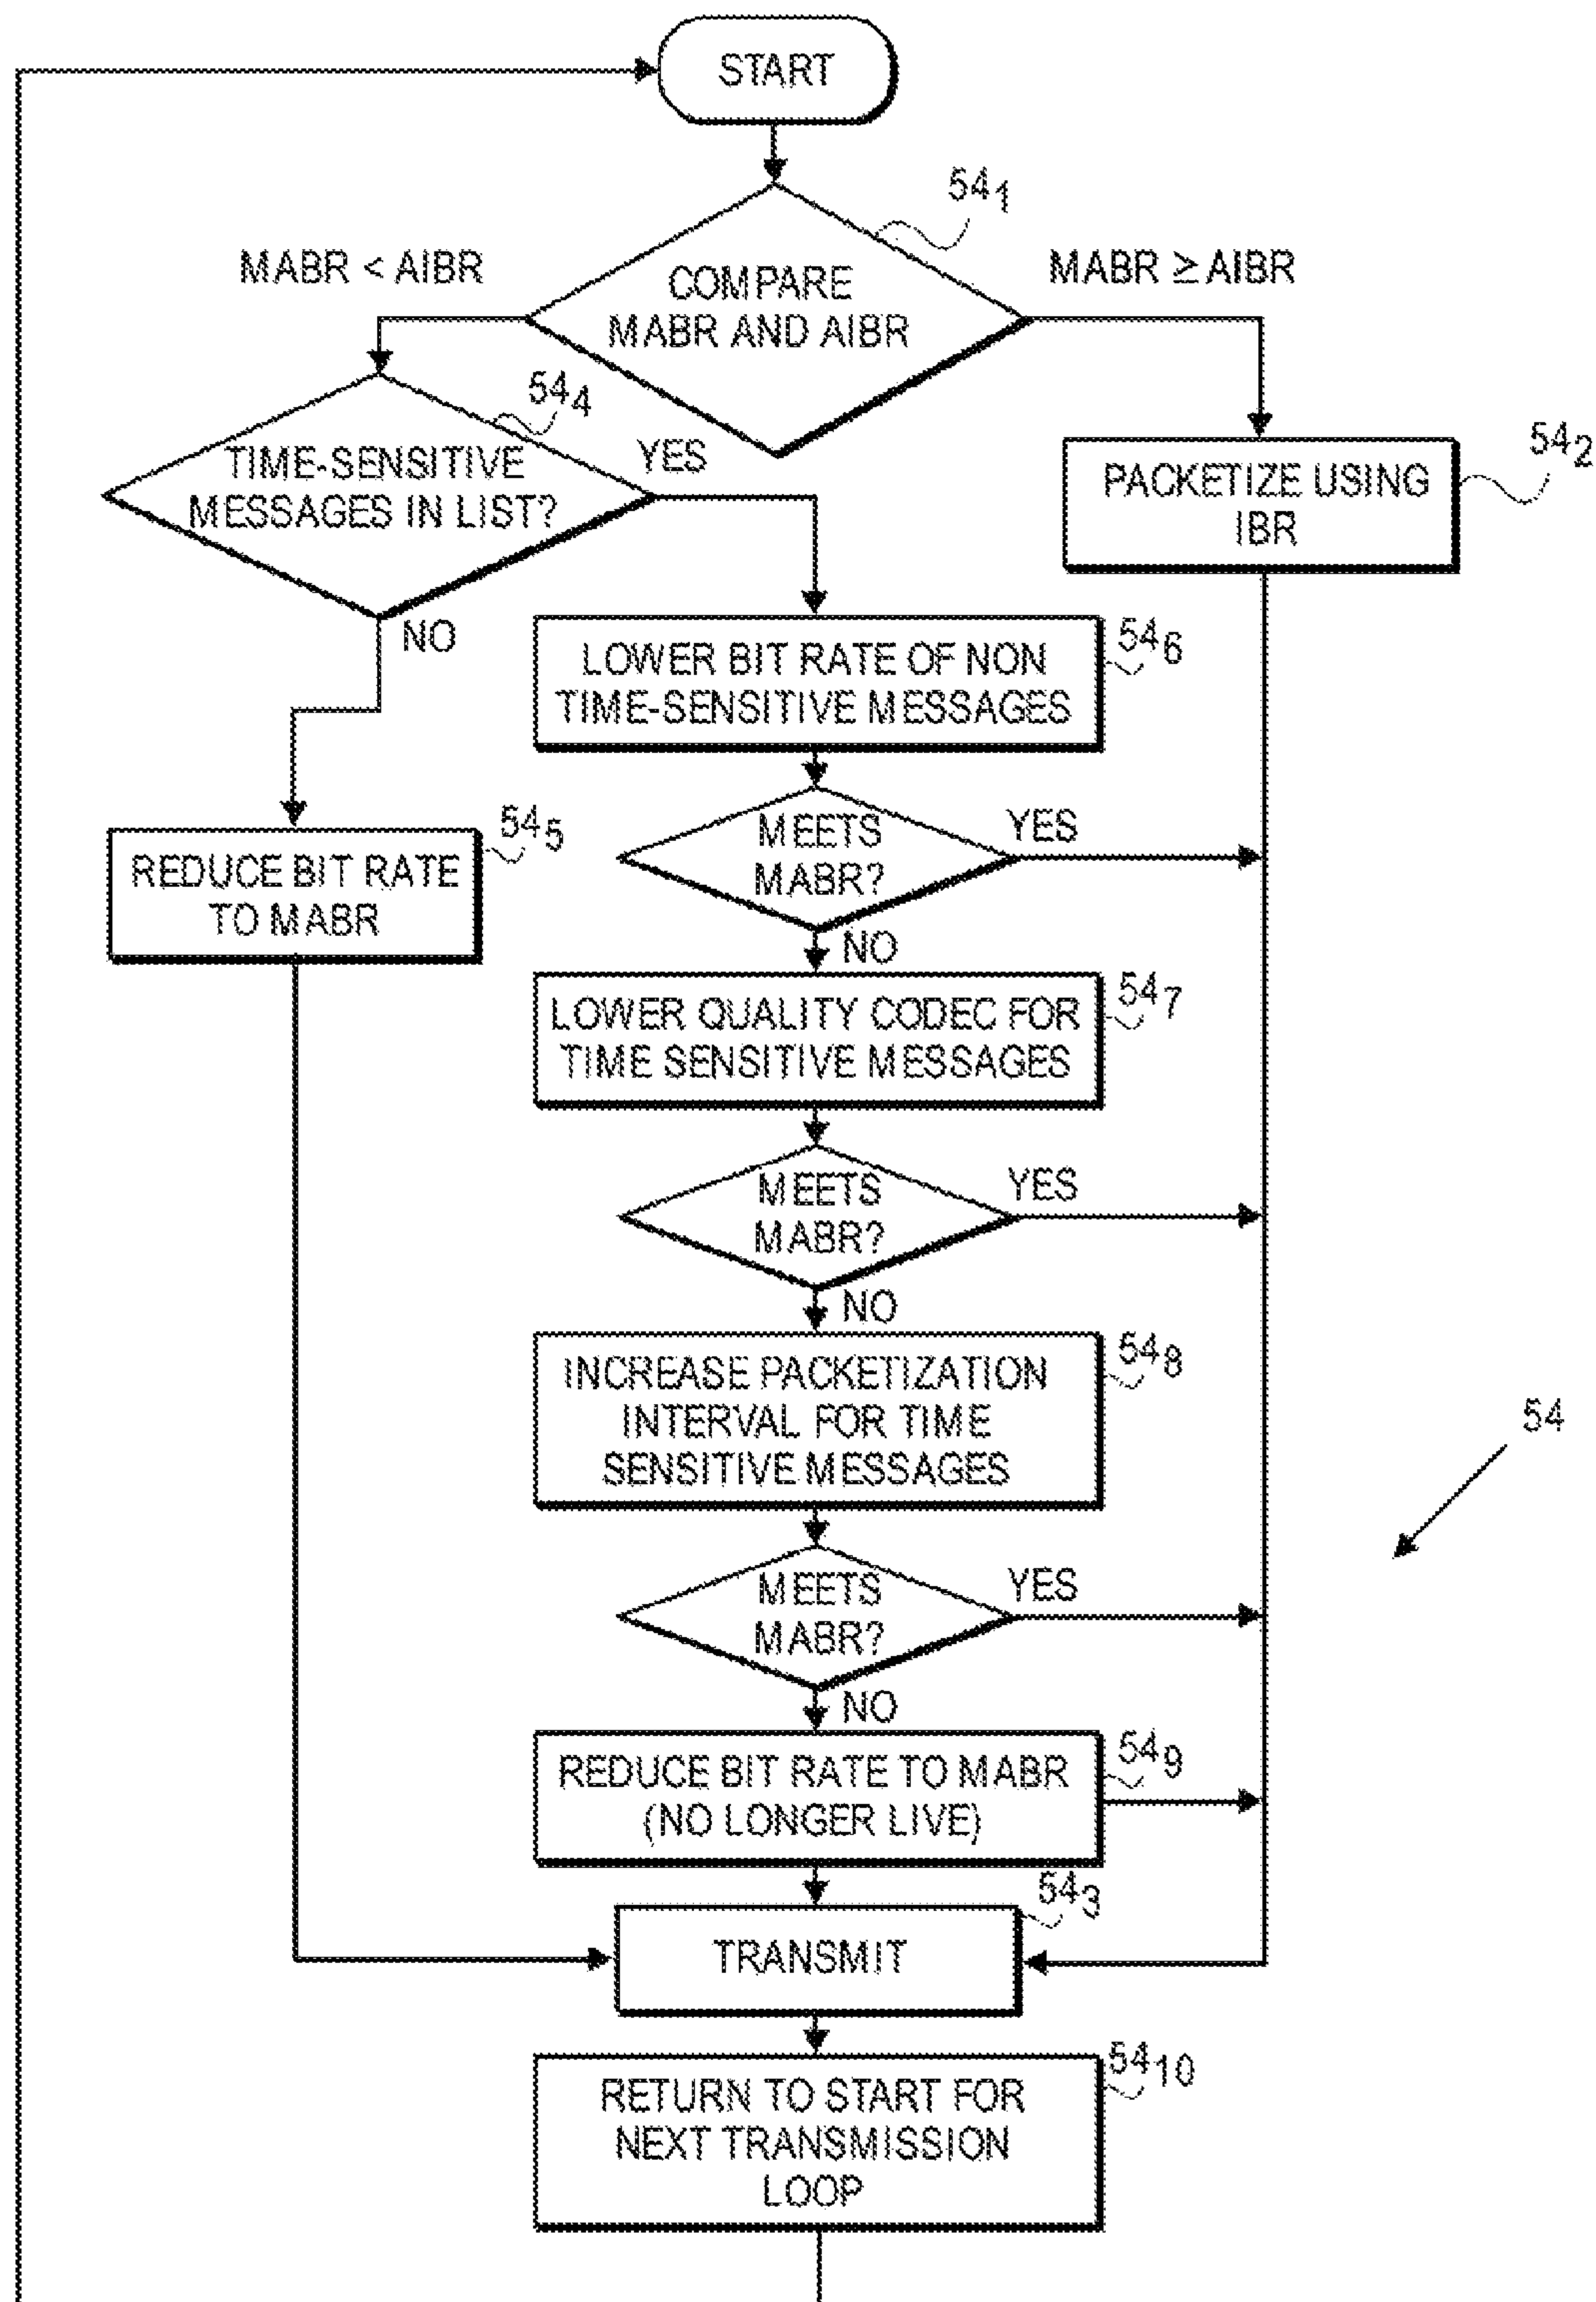 START
54₁
MABR < AIBR
COMPARE
MABR AND AIBR
MABR ≥ AIBR
54₄
TIME-SENSITIVE
MESSAGES IN LIST?
YES
NO
54₂
PACKETIZE USING
IBR
54₆
LOWER BIT RATE OF NON
TIME-SENSITIVE MESSAGES
54₅
REDUCE BIT RATE
TO MABR
MEETS
MABR?
YES
NO
54₇
LOWER QUALITY CODEC FOR
TIME SENSITIVE MESSAGES
MEETS
MABR?
YES
NO
54₈
INCREASE PACKETIZATION
INTERVAL FOR TIME
SENSITIVE MESSAGES
54
MEETS
MABR?
YES
NO
54₉
REDUCE BIT RATE TO MABR
(NO LONGER LIVE)
54₃
TRANSMIT
54₁₀
RETURN TO START FOR
NEXT TRANSMISSION
LOOP